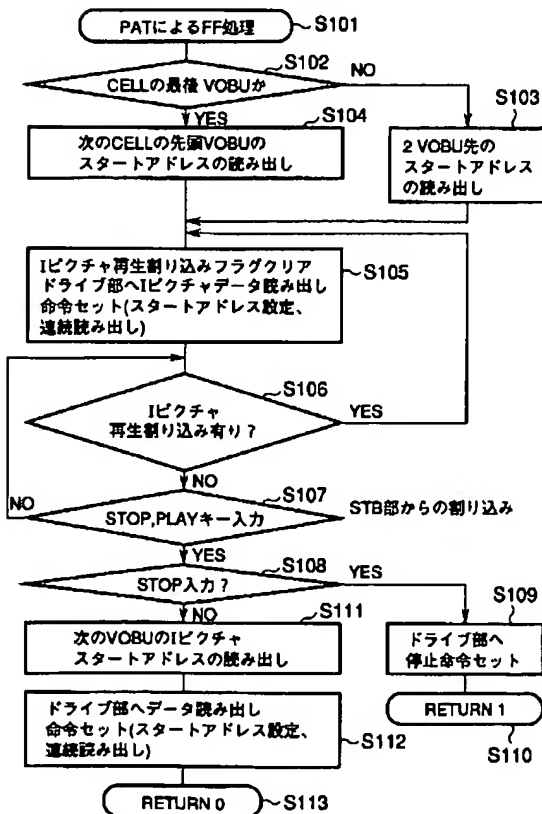 PATによるFF処理
S101
S102
CELLの最後 VOBUか
NO
YES
S104
S103
次のCELLの先頭VOBUの
スタートアドレスの読み出し
2 VOBU先の
スタートアドレス
の読み出し
Iピクチャ再生割り込みフラグクリア
ドライブ部へIピクチャデータ読み出し
命令セット(スタートアドレス設定、
連続読み出し)
S105
S106
Iピクチャ
再生割り込み有り?
YES
NO
S107
NO
STOP,PLAYキー入力
STB部からの割り込み
YES
S108
STOP入力?
YES
NO
S111
S109
次のVOBUのIピクチャ
スタートアドレスの読み出し
ドライブ部へ
停止命令セット
ドライブ部へデータ読み出し
命令セット(スタートアドレス設定、
連続読み出し)
S112
RETURN 1
S110
RETURN 0
S113